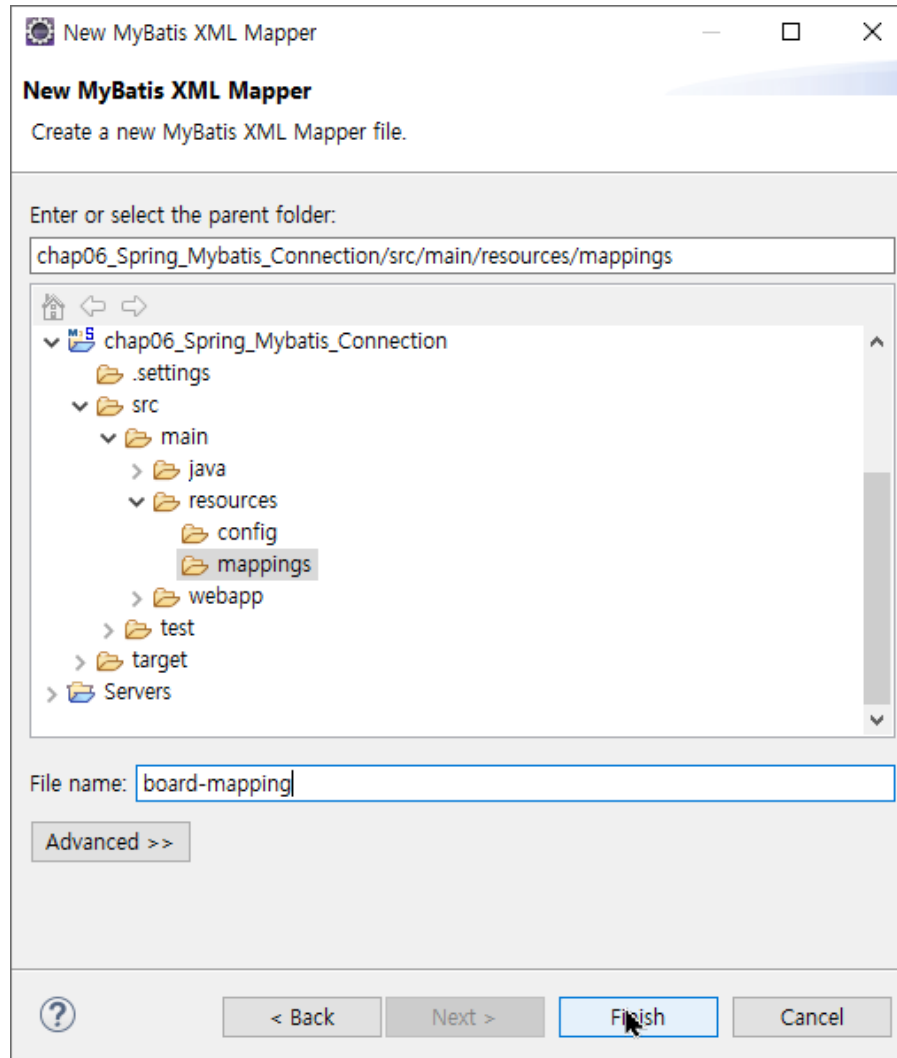 New MyBatis XML Mapper
New MyBatis XML Mapper
Create a new MyBatis XML Mapper file.
Enter or select the parent folder:
chap06_Spring_Mybatis_Connection/src/main/resources/mappings
chap06_Spring_Mybatis_Connection
.settings
src
main
java
resources
config
mappings
webapp
test
target
Servers
File name: board-mapping
Advanced >>
< Back Next > Finish Cancel